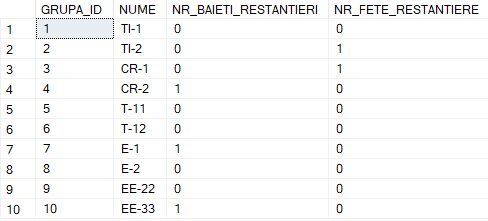 GRUPA_ID NUME NR_BAIETI_RESTANTIERI NR_FETE_RESTANTIERE
1 1 TI-1 0 0
2 2 TI-2 0 1
3 3 CR-1 0 1
4 4 CR-2 1 0
5 5 T-11 0 0
6 6 T-12 0 0
7 7 E-1 1 0
8 8 E-2 0 0
9 9 EE-22 0 0
10 10 EE-33 1 0